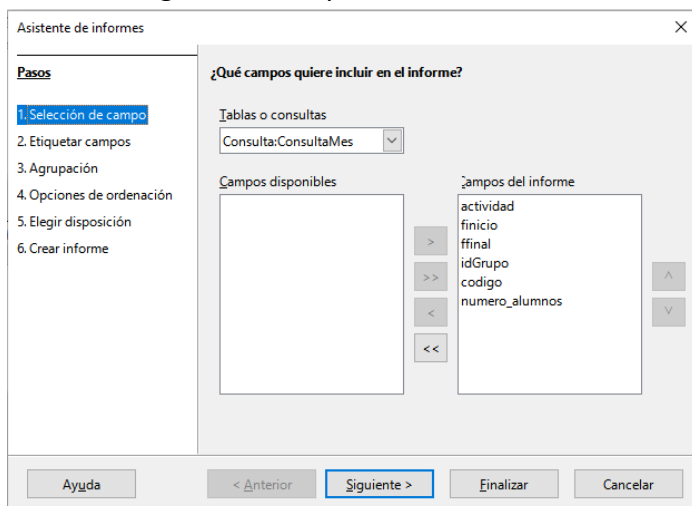 Asistente de informes
Pasos
1. Selección de campo
2. Etiquetar campos
3. Agrupación
4. Opciones de ordenación
5. Elegir disposición
6. Crear informe
¿Qué campos quiere incluir en el informe?
Tablas o consultas
Consulta:ConsultaMes
Campos disponibles
>
>>
<
<<
Campos del informe
actividad
finicio
ffinal
idGrupo
codigo
numero_alumnos
Ayuda
< Anterior
Siguiente >
Finalizar
Cancelar